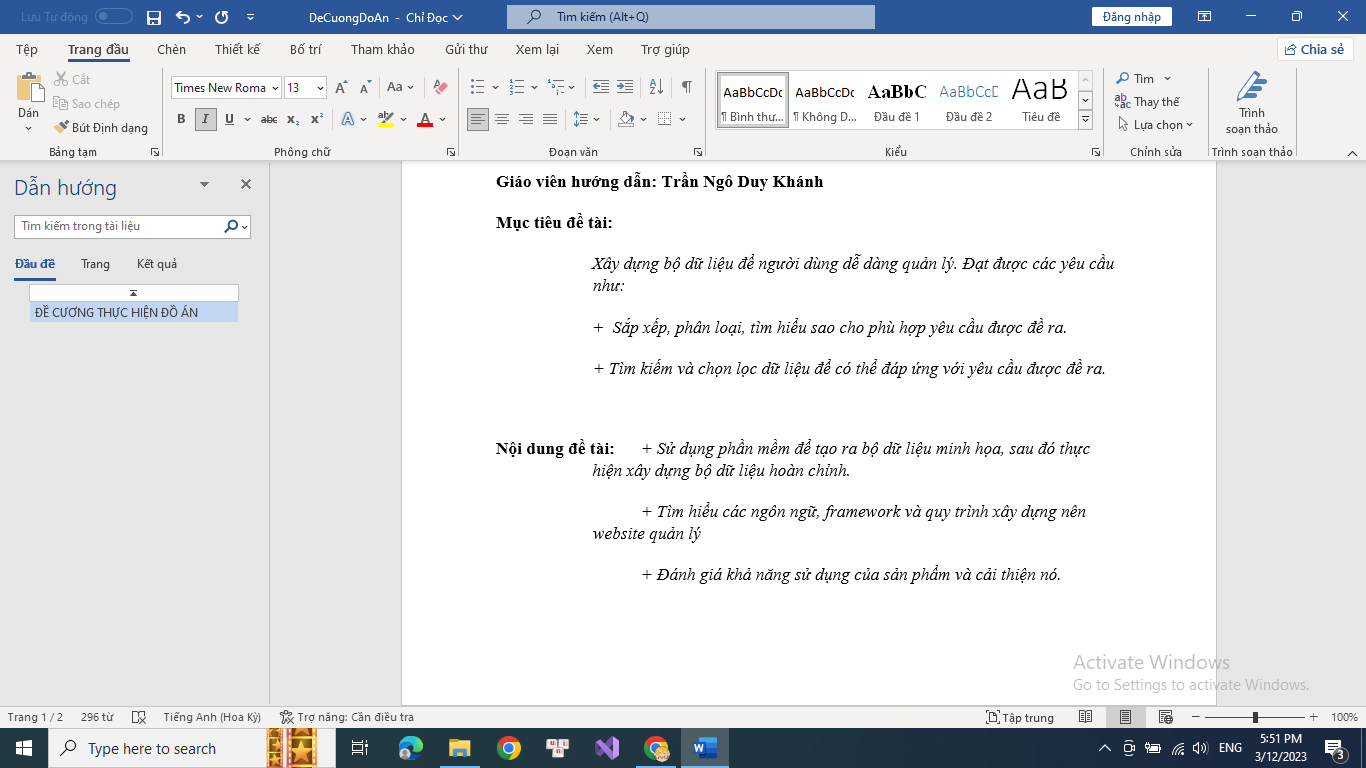 Lưu Tự động
DeCuongDoAn - Chỉ Đọc
Tìm kiếm (Alt+Q)
Đăng nhập
Tệp Trang đầu Chèn Thiết kế Bố trí Tham khảo Gửi thư Xem lại Xem Trợ giúp Chia sẻ
Dán
Cắt
Sao chép
Bút Định dạng
Bảng tạm
Times New Roma 13
Phông chữ
Đoạn văn
AaBbCcDc AaBbCcDc AaBbC AaBbCcD AaB
¶ Bình thư... ¶ Không D... Đầu đề 1 Đầu đề 2 Tiêu đề
Kiểu
Tìm
Thay thế
Lựa chọn
Chỉnh sửa
Trình
soạn thảo
Trình soạn thảo
Dẫn hướng
Tìm kiếm trong tài liệu
Đầu đề Trang Kết quả
ĐỀ CƯƠNG THỰC HIỆN ĐỒ ÁN
Giáo viên hướng dẫn: Trần Ngô Duy Khánh
Mục tiêu đề tài:
Xây dựng bộ dữ liệu để người dùng dễ dàng quản lý. Đạt được các yêu cầu
như:
+ Sắp xếp, phân loại, tìm hiểu sao cho phù hợp yêu cầu được đề ra.
+ Tìm kiếm và chọn lọc dữ liệu để có thể đáp ứng với yêu cầu được đề ra.
Nội dung đề tài: + Sử dụng phần mềm để tạo ra bộ dữ liệu minh họa, sau đó thực
hiện xây dựng bộ dữ liệu hoàn chỉnh.
+ Tìm hiểu các ngôn ngữ, framework và quy trình xây dựng nên
website quản lý
+ Đánh giá khả năng sử dụng của sản phẩm và cải thiện nó.
Activate Windows
Go to Settings to activate Windows.
Trang 1 / 2 296 từ Tiếng Anh (Hoa Kỳ) Trợ năng: Cần điều tra Tập trung 100%
Type here to search
ENG
5:51 PM
3/12/2023
3